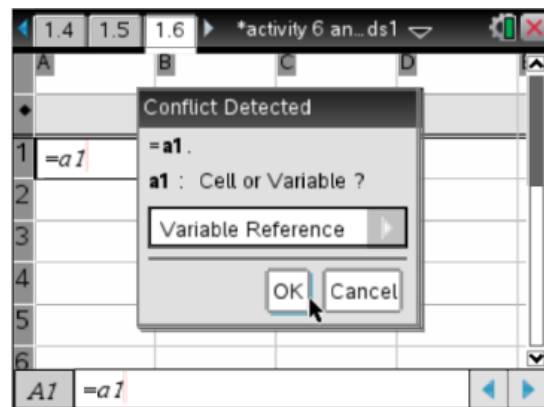 1.4 1.5 1.6 *activity 6 an...ds1
A B C D E
Conflict Detected
=a1.
a1 : Cell or Variable ?
Variable Reference
OK Cancel
1 =a1
2
3
4
5
6
A1 =a1